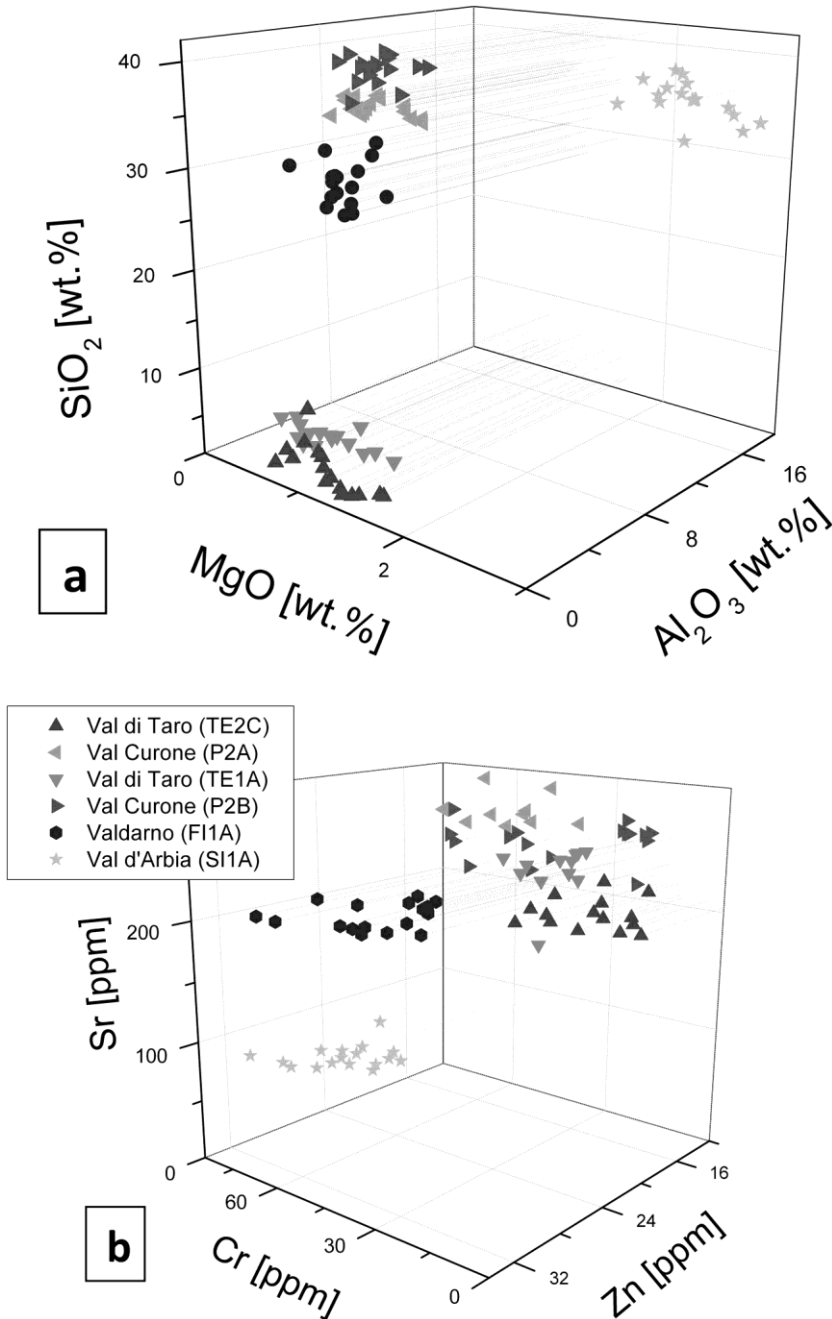 40
30
20
10
0
SiO₂ [wt.%]
2
MgO [wt.%]
0
8
16
Al₂O₃ [wt.%]
a
Val di Taro (TE2C)
Val Curone (P2A)
Val di Taro (TE1A)
Val Curone (P2B)
Valdarno (FI1A)
Val d'Arbia (SI1A)
200
100
0
Sr [ppm]
60
30
0
Cr [ppm]
32
24
16
Zn [ppm]
b